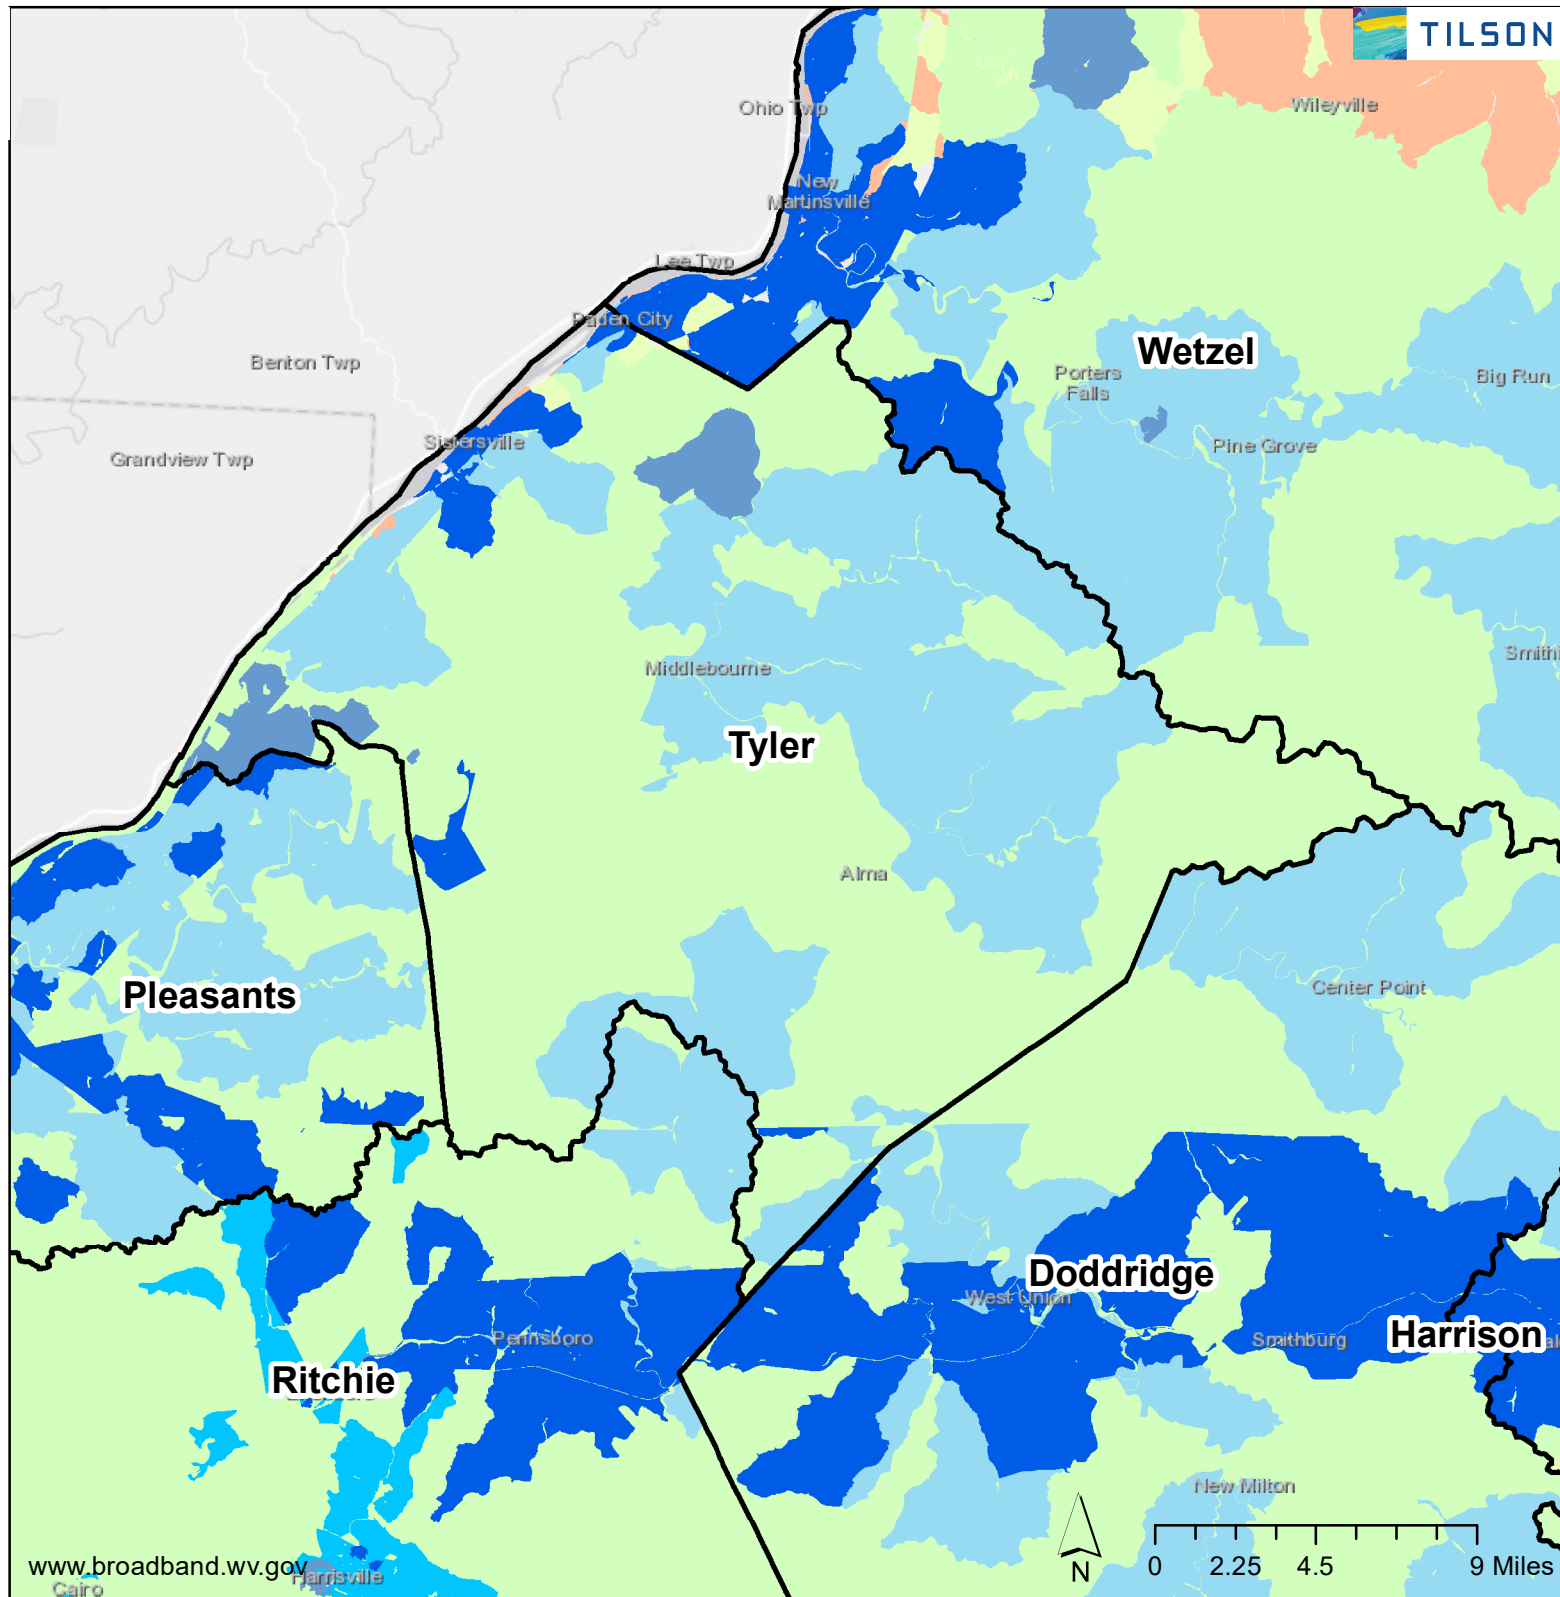 TILSON
Ohio Twp
Wileyville
New
Martinsville
Lee Twp
Paden City
Benton Twp
Wetzel
Porters
Falls
Big Run
Sistersville
Pine Grove
Grandview Twp
Middlebourne
Tyler
Alma
Pleasants
Center Point
Doddridge
West Union
Pennsboro
Smithburg
Harrison
Ritchie
New Milton
www.broadband.wv.gov
Harrisville
Cairo
N
0 2.25 4.5 9 Miles